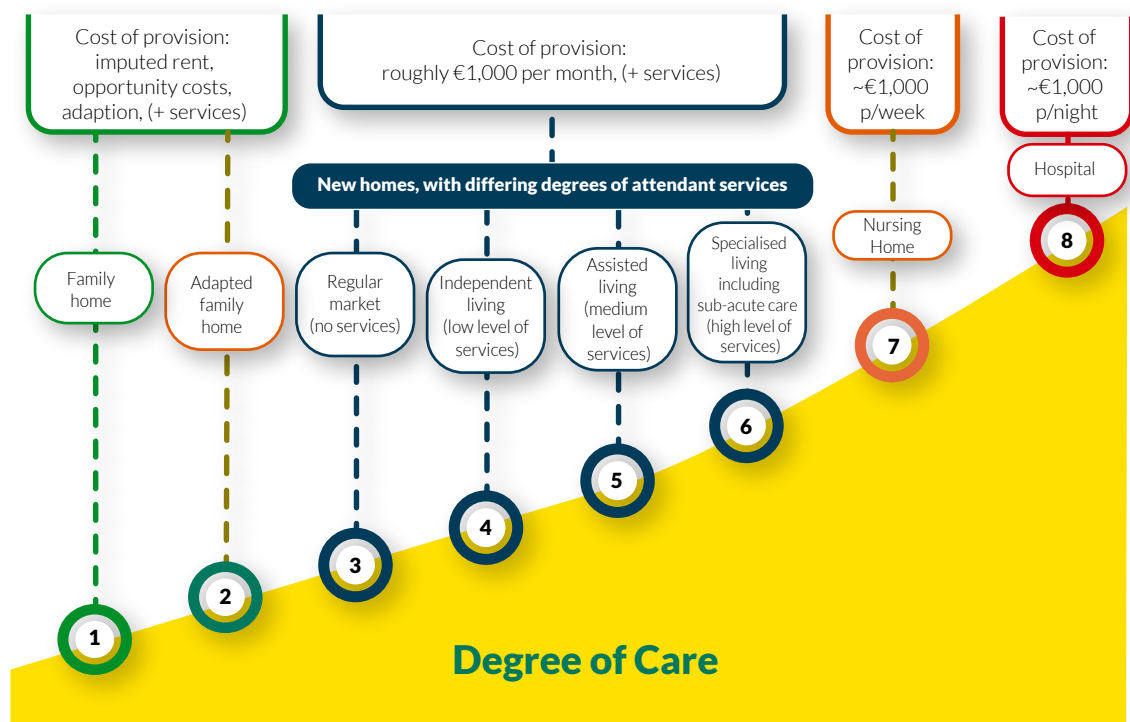 Cost of provision:
imputed rent,
opportunity costs,
adaption, (+ services)
Cost of provision:
roughly €1,000 per month, (+ services)
Cost of
provision:
~€1,000
p/week
Cost of
provision:
~€1,000
p/night
New homes, with differing degrees of attendant services
Family
home
Adapted
family
home
Regular
market
(no services)
Independent
living
(low level of
services)
Assisted
living
(medium
level of
services)
Specialised
living
including
sub-acute care
(high level of
services)
Nursing
Home
Hospital
1
2
3
4
5
6
7
8
Degree of Care